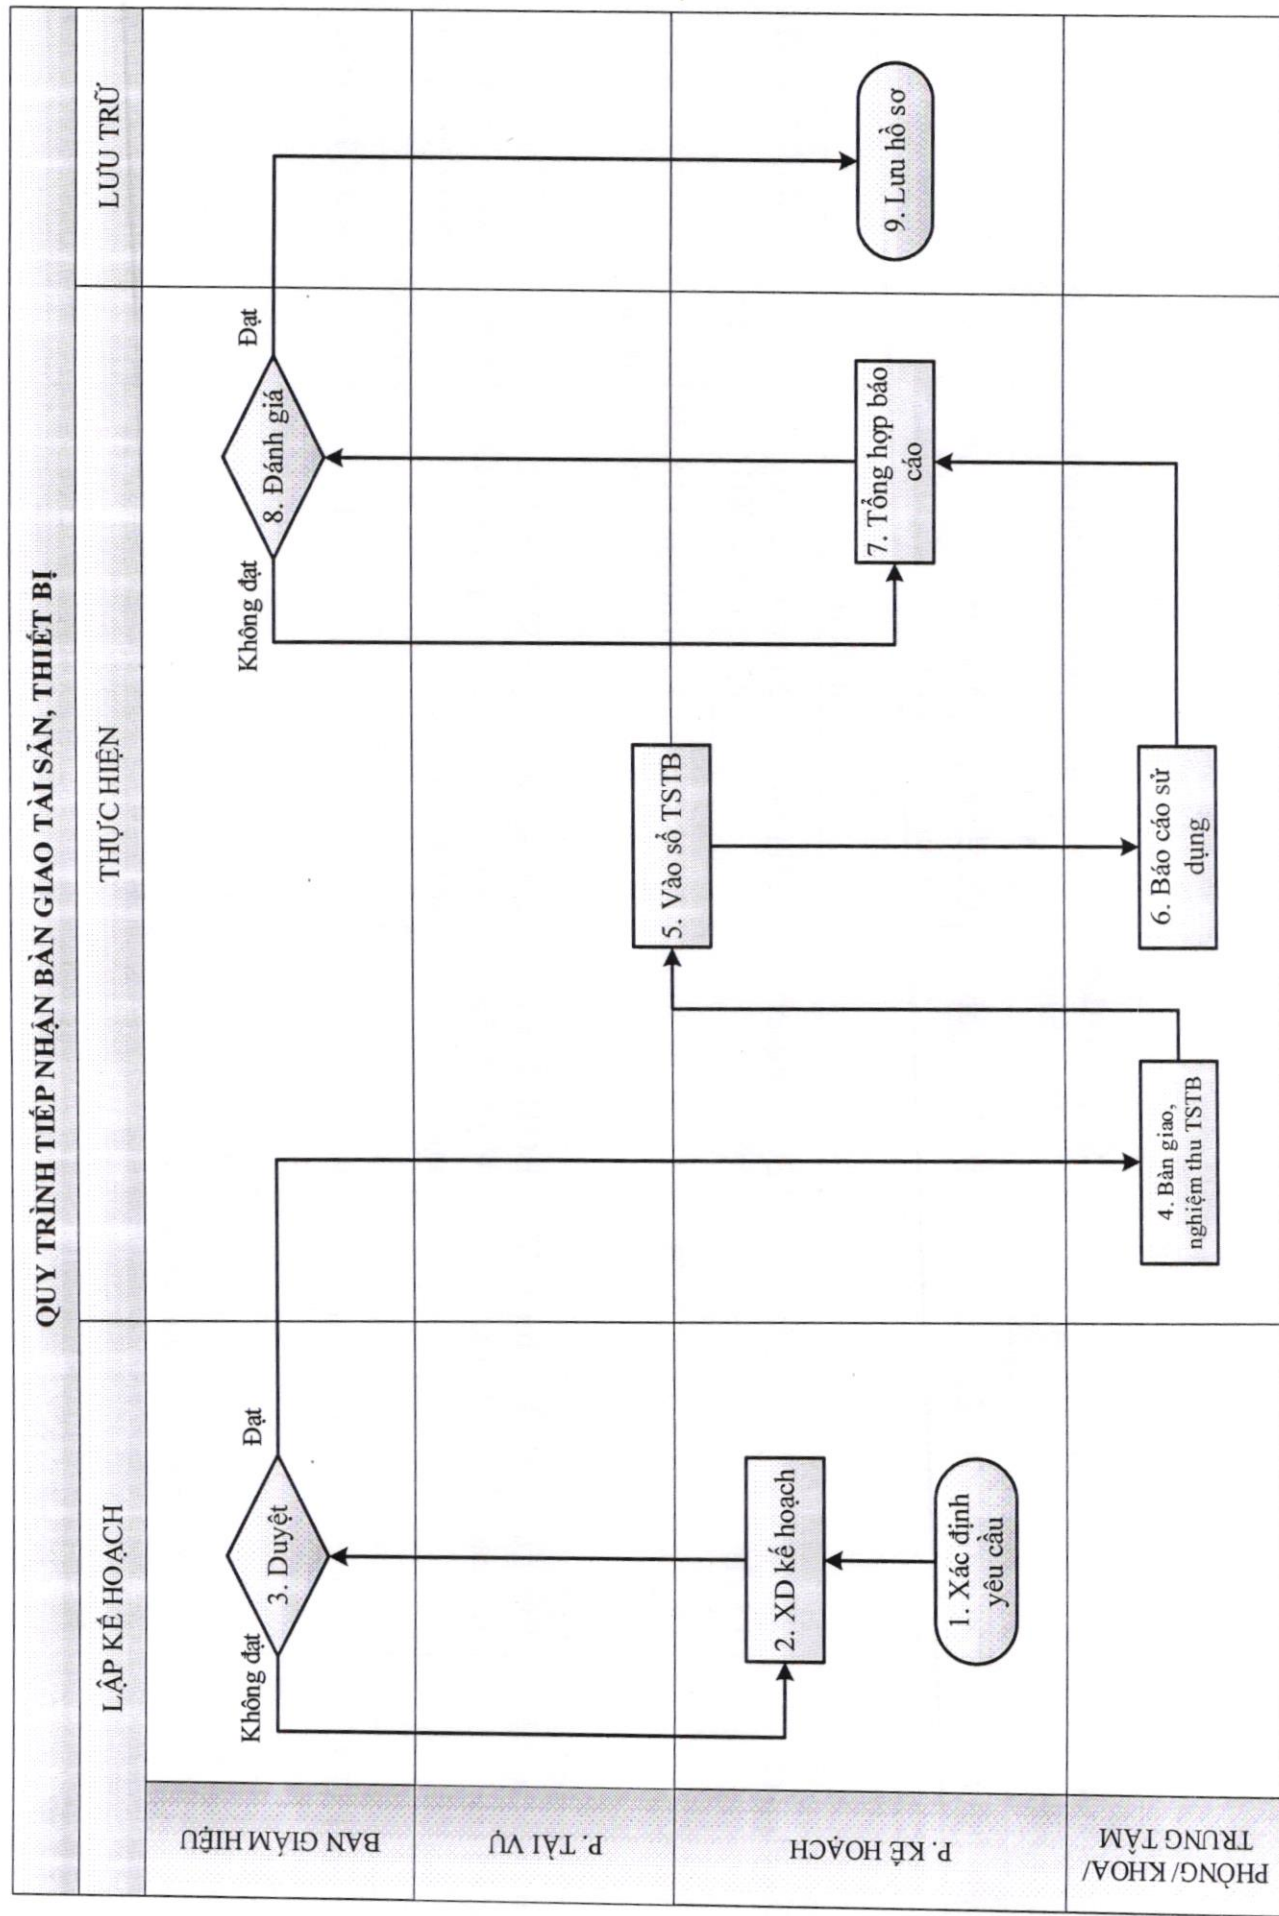 QUY TRÌNH TIẾP NHẬN BÀN GIAO TÀI SẢN, THIẾT BỊ
LẬP KẾ HOẠCH
THỰC HIỆN
LƯU TRỮ
BAN GIÁM HIỆU
Không đạt
3. Duyệt
Đạt
Không đạt
8. Đánh giá
Đạt
P. TÀI VỤ
5. Vào sổ TSTB
P. KẾ HOẠCH
2. XD kế hoạch
1. Xác định
yêu cầu
7. Tổng hợp báo
cáo
9. Lưu hồ sơ
PHÒNG/KHOA/
TRUNG TÂM
4. Bàn giao,
nghiệm thu TSTB
6. Báo cáo sử
dụng